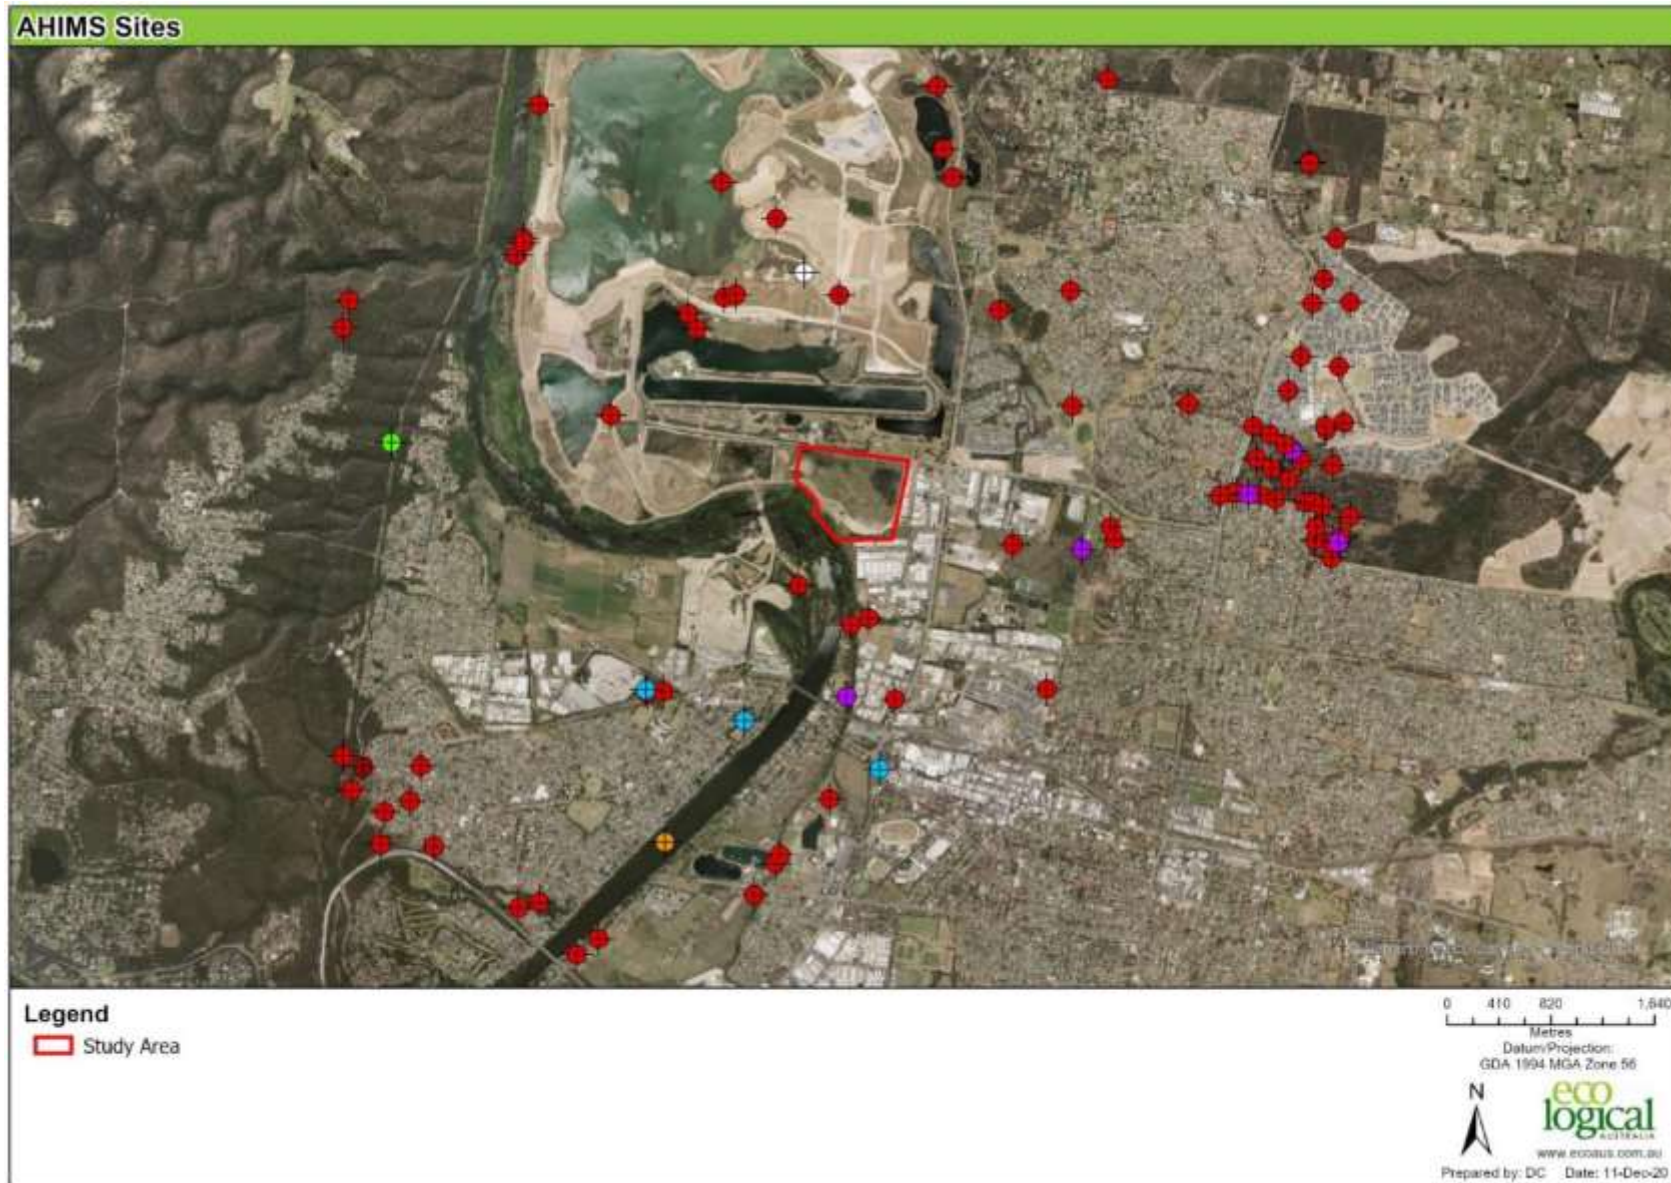 AHIMS Sites
Legend
Study Area
0 410 820 1,640
Metres
Datum/Projection:
GDA 1994 MGA Zone 56
N
eco
logical
AUSTRALIA
www.ecoaus.com.au
Prepared by: DC Date: 11-Dec-20